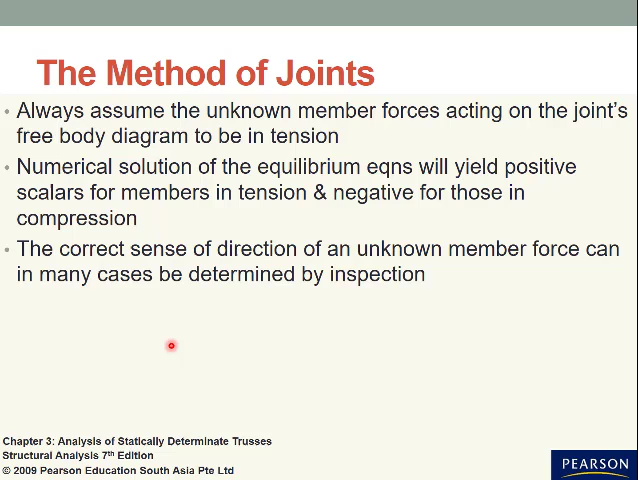 The Method of Joints
• Always assume the unknown member forces acting on the joint's
free body diagram to be in tension
• Numerical solution of the equilibrium eqns will yield positive
scalars for members in tension & negative for those in
compression
• The correct sense of direction of an unknown member force can
in many cases be determined by inspection
Chapter 3: Analysis of Statically Determinate Trusses
Structural Analysis 7th Edition
© 2009 Pearson Education South Asia Pte Ltd
PEARSON